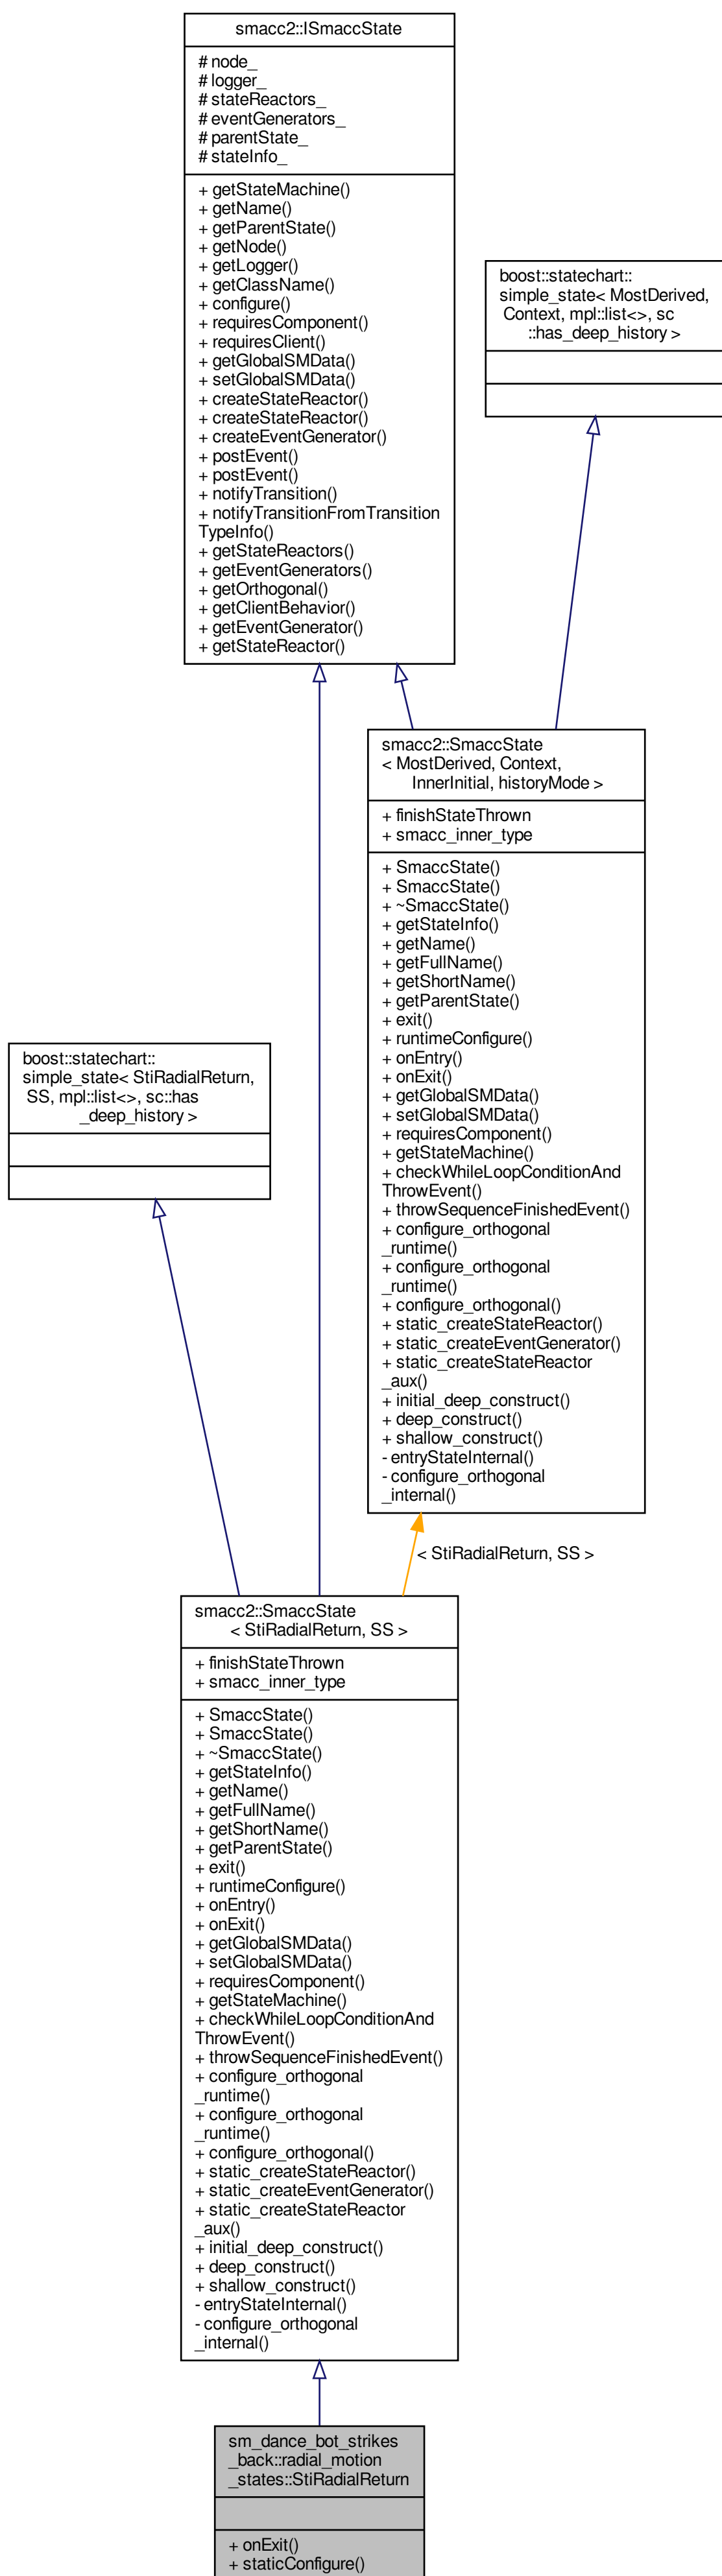 smacc2::ISmaccState
# node_
# logger_
# stateReactors_
# eventGenerators_
# parentState_
# stateInfo_
+ getStateMachine()
+ getName()
+ getParentState()
+ getNode()
+ getLogger()
+ getClassName()
+ configure()
+ requiresComponent()
+ requiresClient()
+ getGlobalSMData()
+ setGlobalSMData()
+ createStateReactor()
+ createStateReactor()
+ createEventGenerator()
+ postEvent()
+ postEvent()
+ notifyTransition()
+ notifyTransitionFromTransition
TypeInfo()
+ getStateReactors()
+ getEventGenerators()
+ getOrthogonal()
+ getClientBehavior()
+ getEventGenerator()
+ getStateReactor()
boost::statechart::
simple_state< MostDerived,
Context, mpl::list<>, sc
::has_deep_history >
smacc2::SmaccState
< MostDerived, Context,
InnerInitial, historyMode >
+ finishStateThrown
+ smacc_inner_type
+ SmaccState()
+ SmaccState()
+ ~SmaccState()
+ getStateInfo()
+ getName()
+ getFullName()
+ getShortName()
+ getParentState()
+ exit()
+ runtimeConfigure()
+ onEntry()
+ onExit()
+ getGlobalSMData()
+ setGlobalSMData()
+ requiresComponent()
+ getStateMachine()
+ checkWhileLoopConditionAnd
ThrowEvent()
+ throwSequenceFinishedEvent()
+ configure_orthogonal
_runtime()
+ configure_orthogonal
_runtime()
+ configure_orthogonal()
+ static_createStateReactor()
+ static_createEventGenerator()
+ static_createStateReactor
_aux()
+ initial_deep_construct()
+ deep_construct()
+ shallow_construct()
- entryStateInternal()
- configure_orthogonal
_internal()
boost::statechart::
simple_state< StiRadialReturn,
SS, mpl::list<>, sc::has
_deep_history >
< StiRadialReturn, SS >
smacc2::SmaccState
< StiRadialReturn, SS >
+ finishStateThrown
+ smacc_inner_type
+ SmaccState()
+ SmaccState()
+ ~SmaccState()
+ getStateInfo()
+ getName()
+ getFullName()
+ getShortName()
+ getParentState()
+ exit()
+ runtimeConfigure()
+ onEntry()
+ onExit()
+ getGlobalSMData()
+ setGlobalSMData()
+ requiresComponent()
+ getStateMachine()
+ checkWhileLoopConditionAnd
ThrowEvent()
+ throwSequenceFinishedEvent()
+ configure_orthogonal
_runtime()
+ configure_orthogonal
_runtime()
+ configure_orthogonal()
+ static_createStateReactor()
+ static_createEventGenerator()
+ static_createStateReactor
_aux()
+ initial_deep_construct()
+ deep_construct()
+ shallow_construct()
- entryStateInternal()
- configure_orthogonal
_internal()
sm_dance_bot_strikes
_back::radial_motion
_states::StiRadialReturn
+ onExit()
+ staticConfigure()